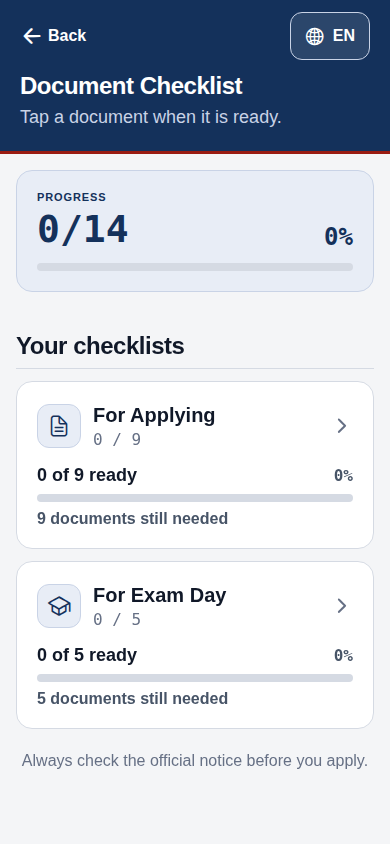 Back
EN
Document Checklist
Tap a document when it is ready.
PROGRESS
0/14
0%
Your checklists
For Applying
0 / 9
0 of 9 ready
0%
9 documents still needed
For Exam Day
0 / 5
0 of 5 ready
0%
5 documents still needed
Always check the official notice before you apply.